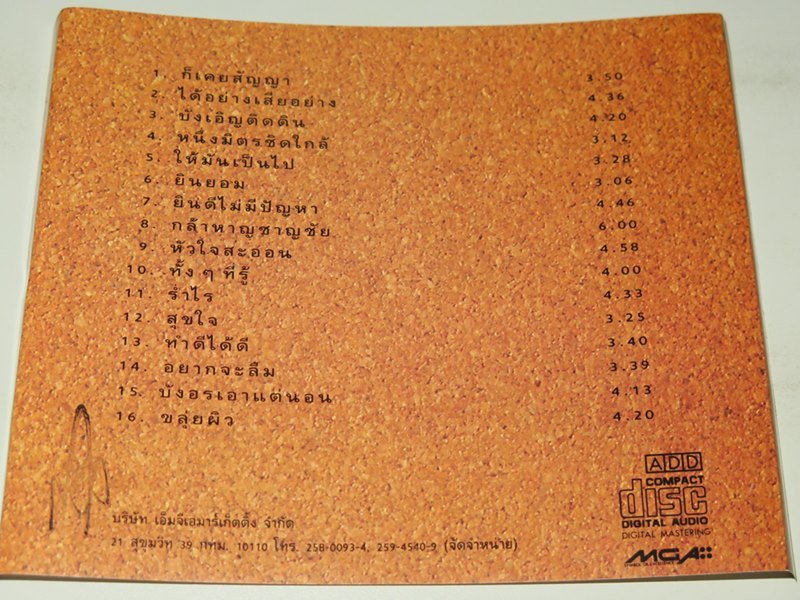 1. ก็เคยสัญญา 3.50
2. ได้อย่างเสียอย่าง 4.36
3. บังเอิญติดดิน 4.20
4. หนึ่งมิตรชิดใกล้ 3.12
5. ให้มันเป็นไป 3.28
6. ยินยอม 3.06
7. ยินดีไม่มีปัญหา 4.46
8. กล้าหาญชาญชัย 6.00
9. หัวใจสะออน 4.58
10. ทั้งๆที่รู้ 4.00
11. ร่ำไร 4.33
12. สุขใจ 3.25
13. ทำดีได้ดี 3.40
14. อยากจะลืม 3.39
15. บังอรเอาแต่นอน 4.13
16. ขลุ่ยผิว 4.20
ADD
COMPACT
disc
DIGITAL AUDIO
DIGITAL MASTERING
MGA
บริษัท เอ็มจีเอมาร์เก็ตติ้ง จำกัด
21 สุขุมวิท 39 กทม. 10110 โทร. 258-0093-4, 259-4540-9 (จัดจำหน่าย)